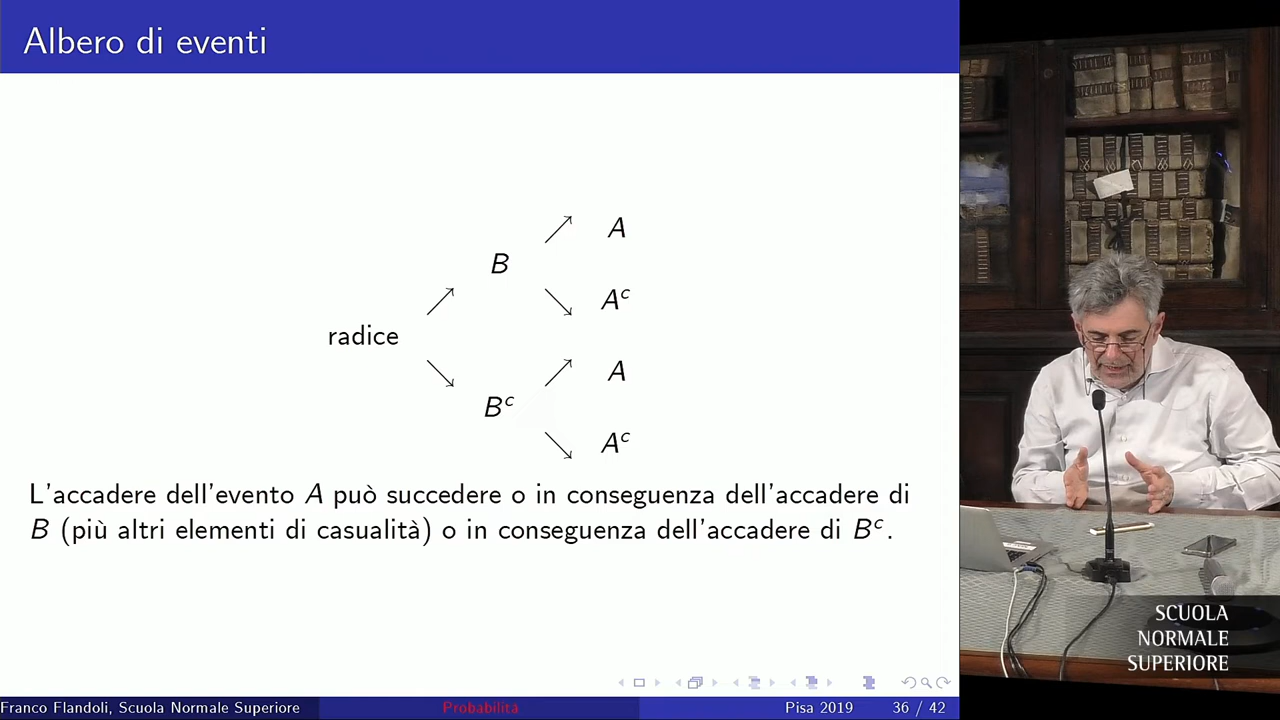 Albero di eventi
A
B
A^c
radice
A
B^c
A^c
L'accadere dell'evento A può succedere o in conseguenza dell'accadere di
B (più altri elementi di casualità) o in conseguenza dell'accadere di B^c.
Franco Flandoli, Scuola Normale Superiore Probabilità Pisa 2019 36 / 42
SCUOLA
NORMALE
SUPERIORE